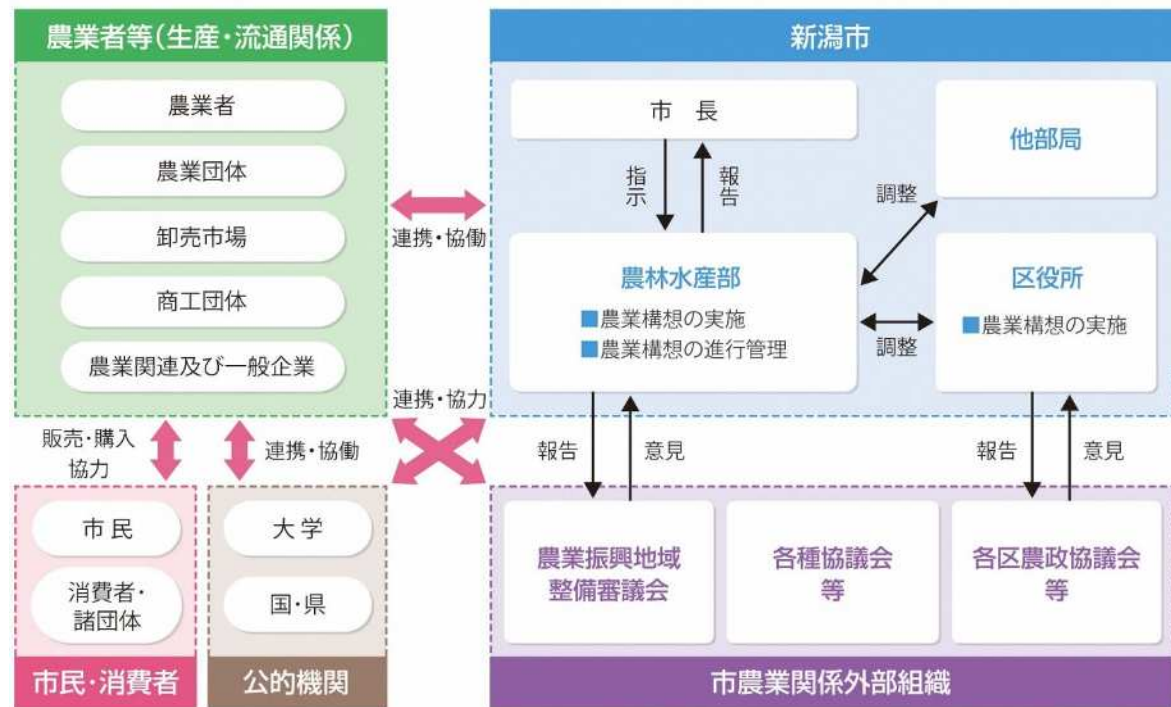 農業者等(生産・流通関係)
農業者
農業団体
卸売市場
商工団体
農業関連及び一般企業
新潟市
市 長
他部局
指示
報告
調整
連携・協働
農林水産部
■農業構想の実施
■農業構想の進行管理
区役所
■農業構想の実施
調整
連携・協力
販売・購入
協力
連携・協働
報告
意見
報告
意見
市 民
消費者・
諸団体
市民・消費者
大 学
国・県
公的機関
農業振興地域
整備審議会
各種協議会
等
各区農政協議会
等
市農業関係外部組織